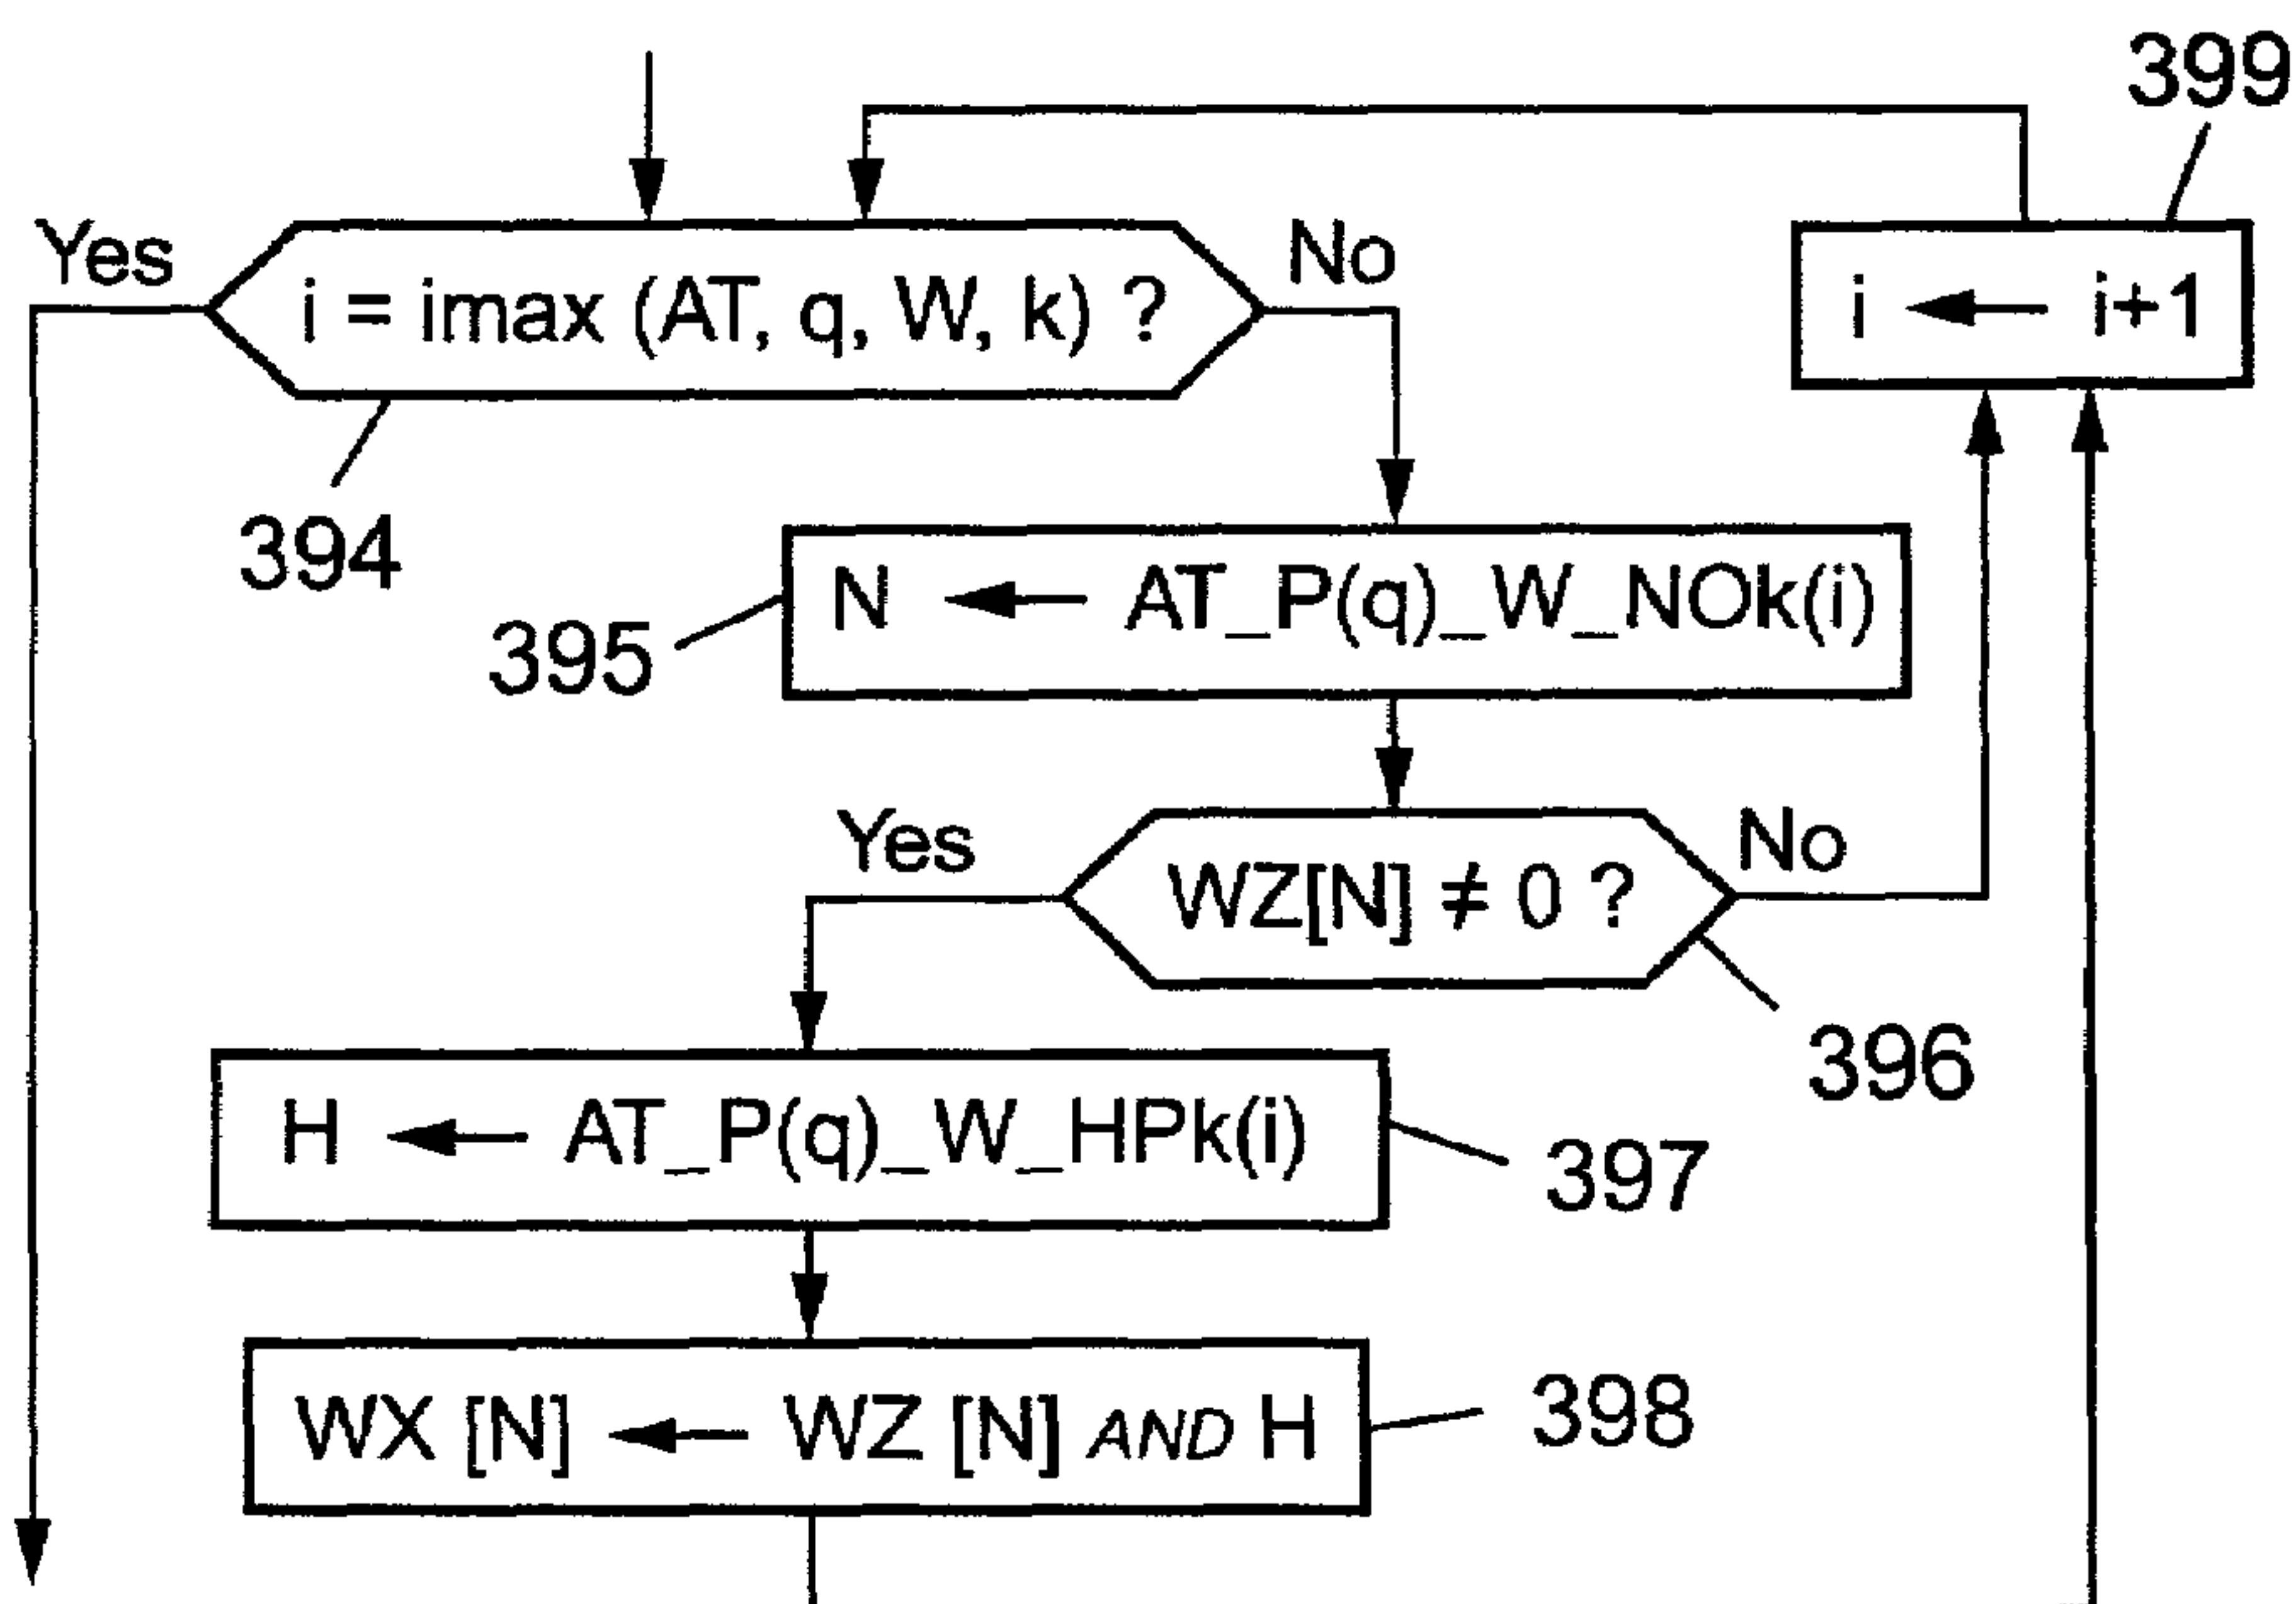 399
Yes
No
i = imax (AT, q, W, k) ?
i ← i+1
394
N ← AT_P(q)_W_NOk(i)
395
Yes
No
WZ[N] ≠ 0 ?
396
H ← AT_P(q)_W_HPk(i)
397
WX [N] ← WZ [N] AND H
398